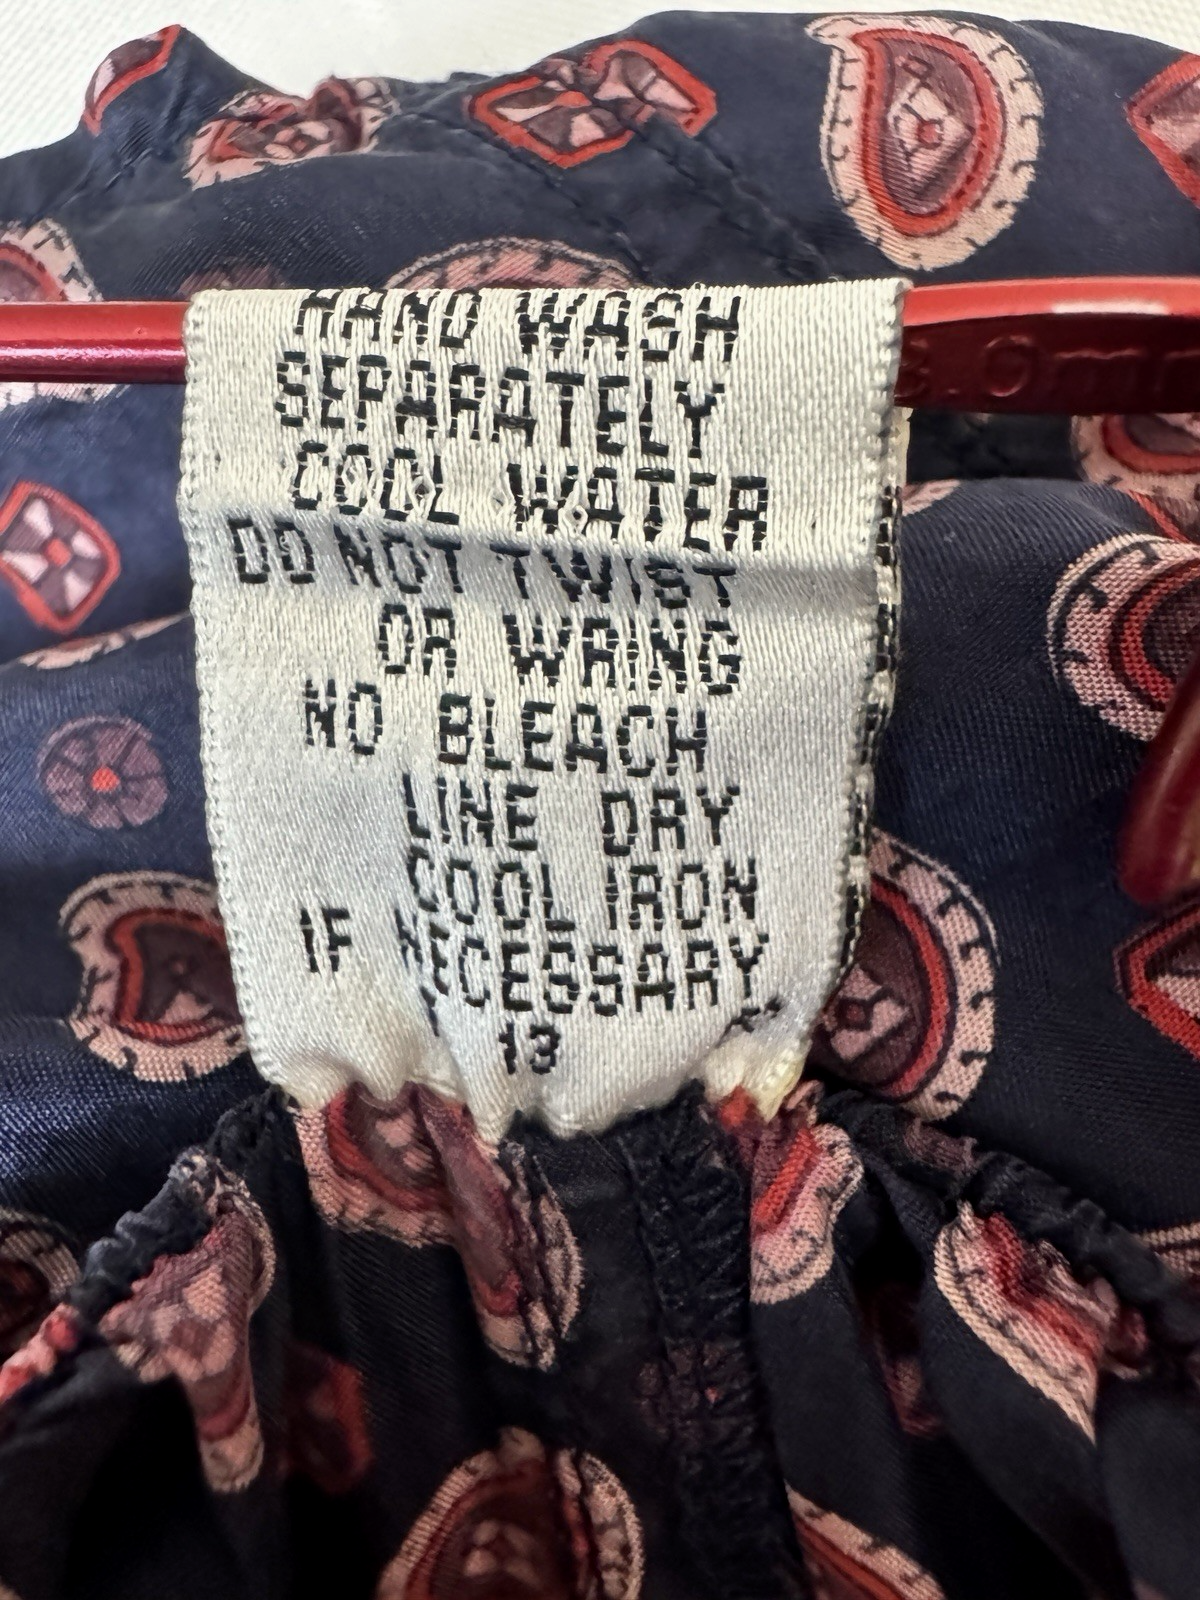 HAND WASH
SEPARATELY
COOL WATER
DO NOT TWIST
OR WRING
NO BLEACH
LINE DRY
COOL IRON
IF NECESSARY
13